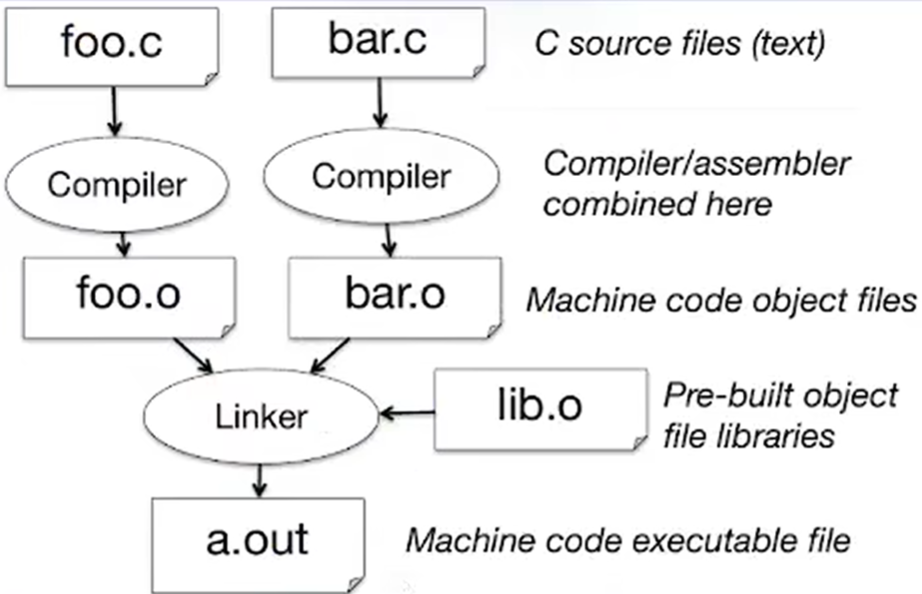 foo.c
bar.c
C source files (text)
Compiler
Compiler
Compiler/assembler
combined here
foo.o
bar.o
Machine code object files
Linker
lib.o
Pre-built object
file libraries
a.out
Machine code executable file